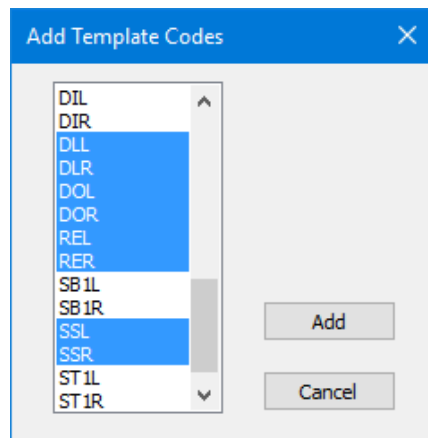 Add Template Codes
DIL
DIR
DLL
DLR
DOL
DOR
REL
RER
SB1L
SB1R
SSL
SSR
ST1L
ST1R
Add
Cancel